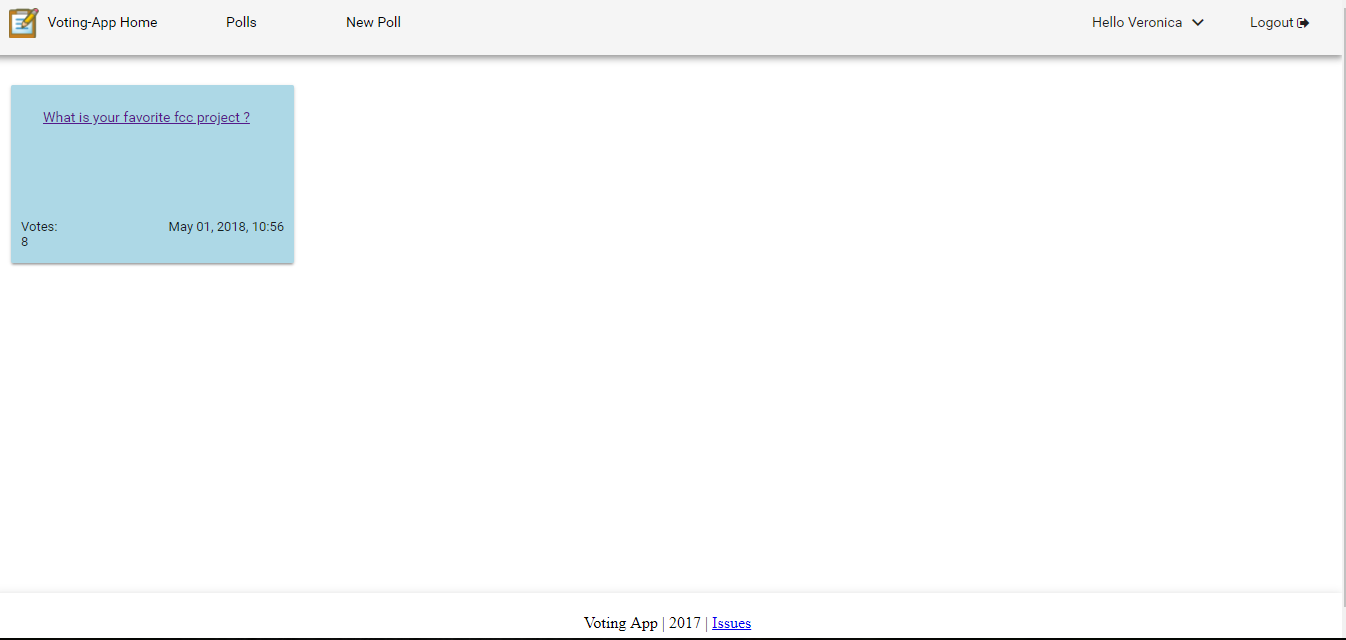 Voting-App Home Polls New Poll Hello Veronica Logout
What is your favorite fcc project ?
Votes: May 01, 2018, 10:56
8
Voting App | 2017 | Issues